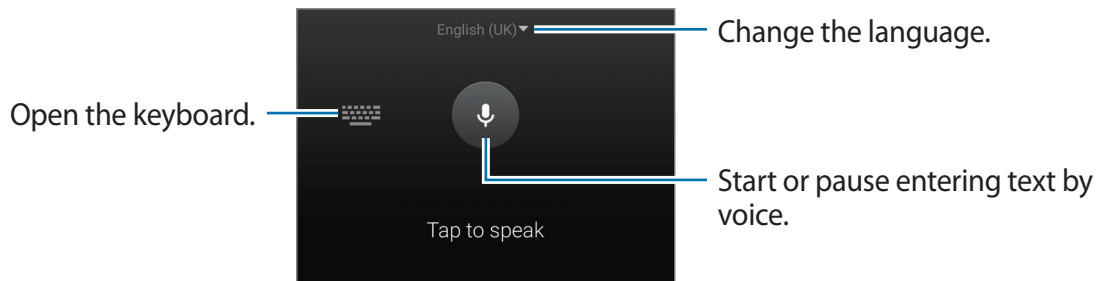 English (UK)
Change the language.
Open the keyboard.
Start or pause entering text by
voice.
Tap to speak